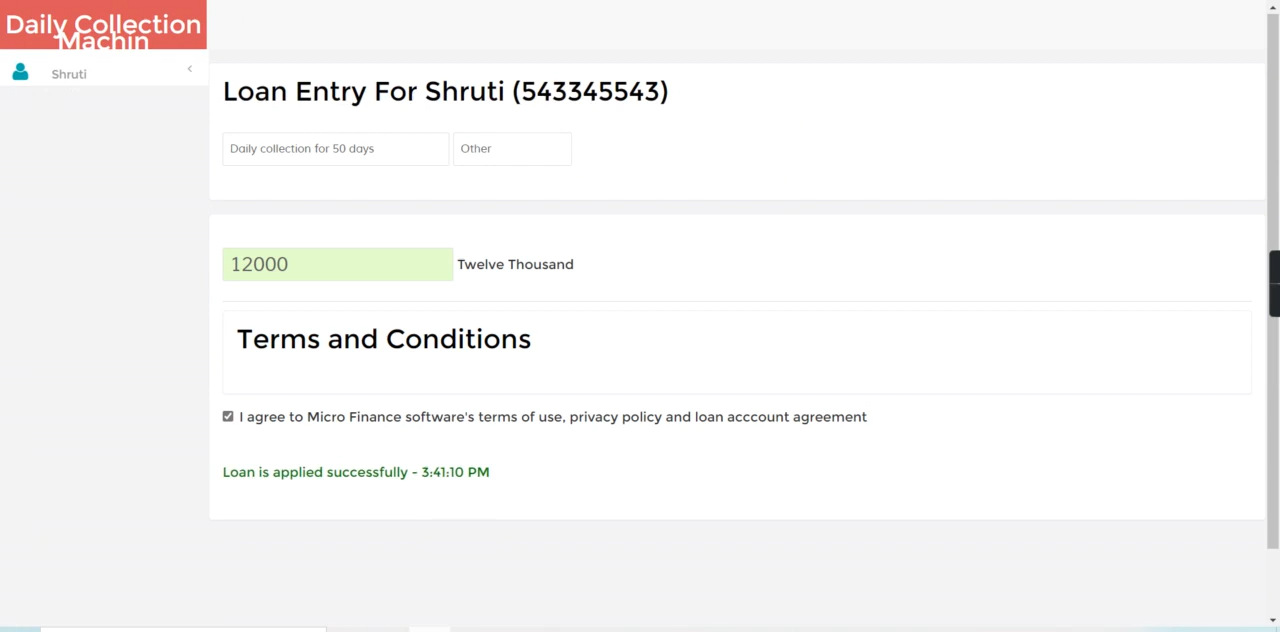 Daily Collection
Machin
Shruti
Loan Entry For Shruti (543345543)
Daily collection for 50 days
Other
12000
Twelve Thousand
Terms and Conditions
I agree to Micro Finance software's terms of use, privacy policy and loan acccount agreement
Loan is applied successfully - 3:41:10 PM